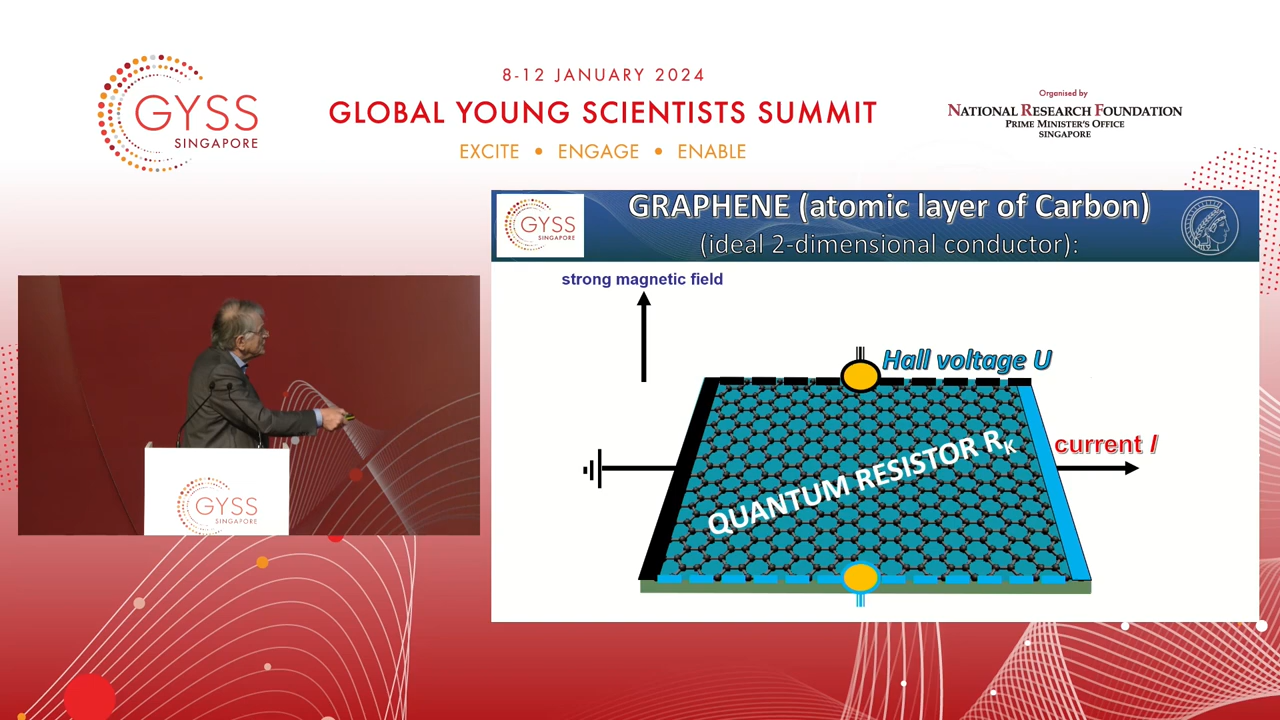 GYSS
SINGAPORE
8-12 JANUARY 2024
GLOBAL YOUNG SCIENTISTS SUMMIT
EXCITE • ENGAGE • ENABLE
Organised by
NATIONAL RESEARCH FOUNDATION
PRIME MINISTER'S OFFICE
SINGAPORE
GYSS
SINGAPORE
GRAPHENE (atomic layer of Carbon)
(ideal 2-dimensional conductor):
strong magnetic field
Hall voltage U
current I
QUANTUM RESISTOR RK
GYSS
SINGAPORE